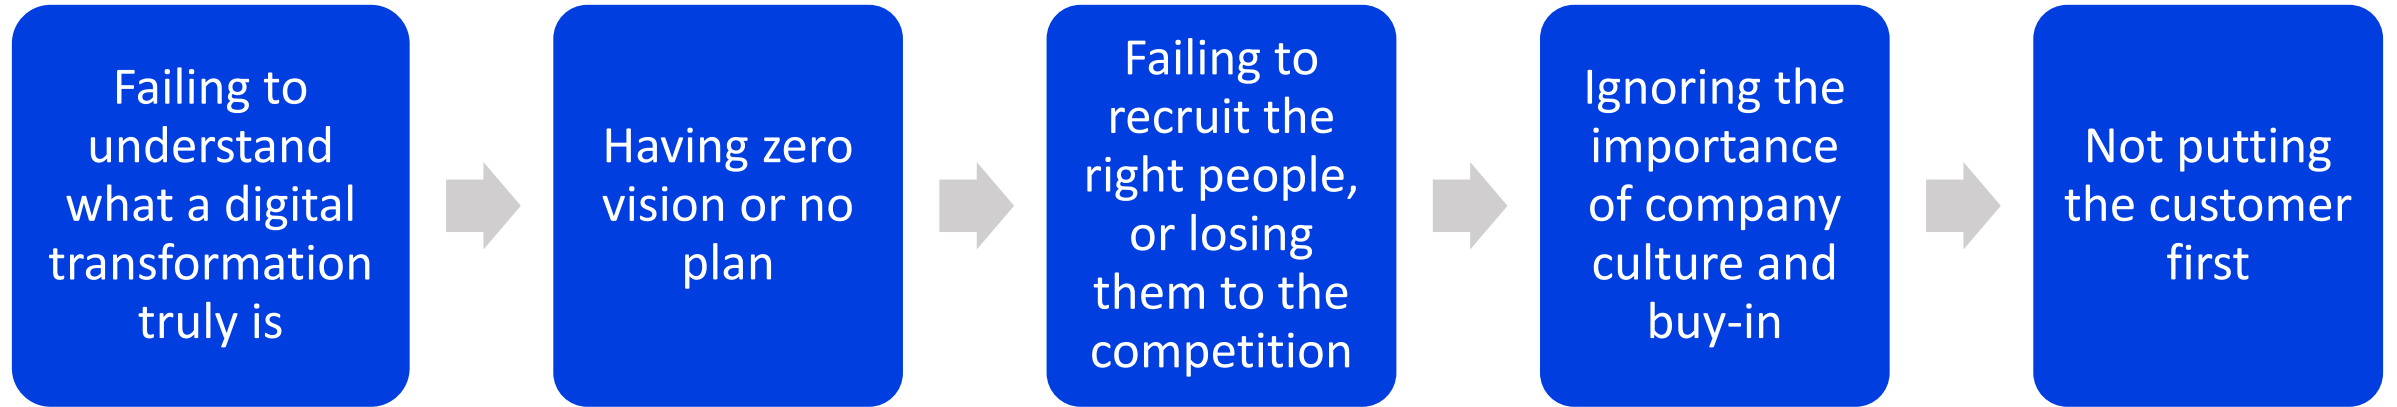 Failing to
understand
what a digital
transformation
truly is
Having zero
vision or no
plan
Failing to
recruit the
right people,
or losing
them to the
competition
Ignoring the
importance
of company
culture and
buy-in
Not putting
the customer
first